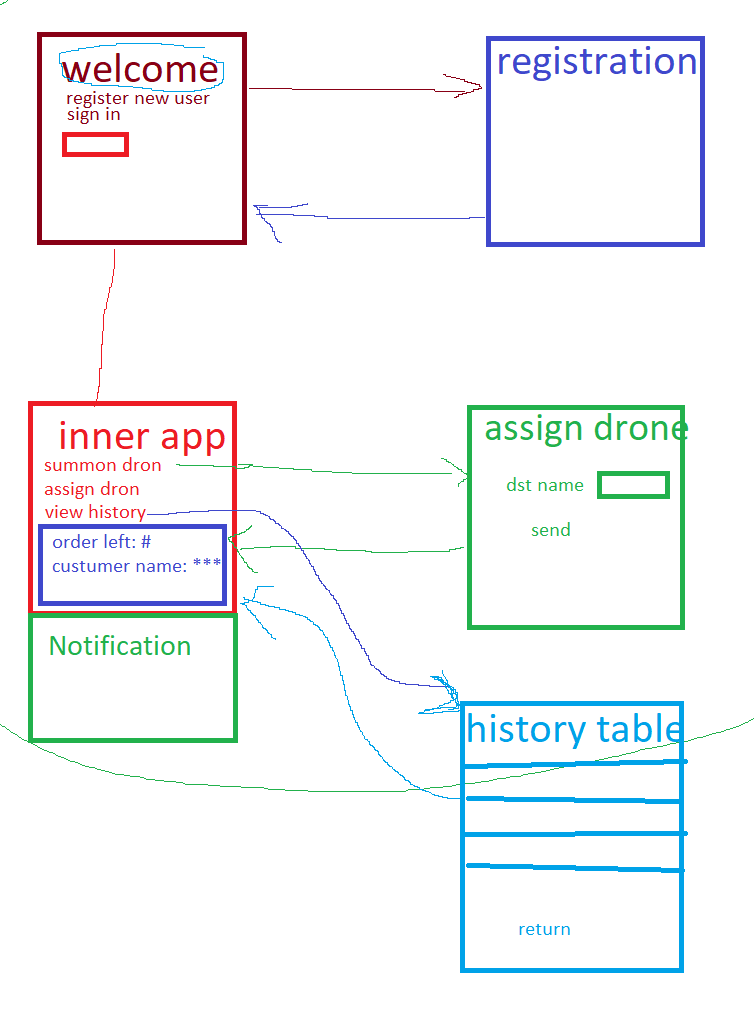 welcome
register new user
sign in
registration
inner app
summon dron
assign dron
view history
order left: #
custumer name: ***
Notification
assign drone
dst name
send
history table
return